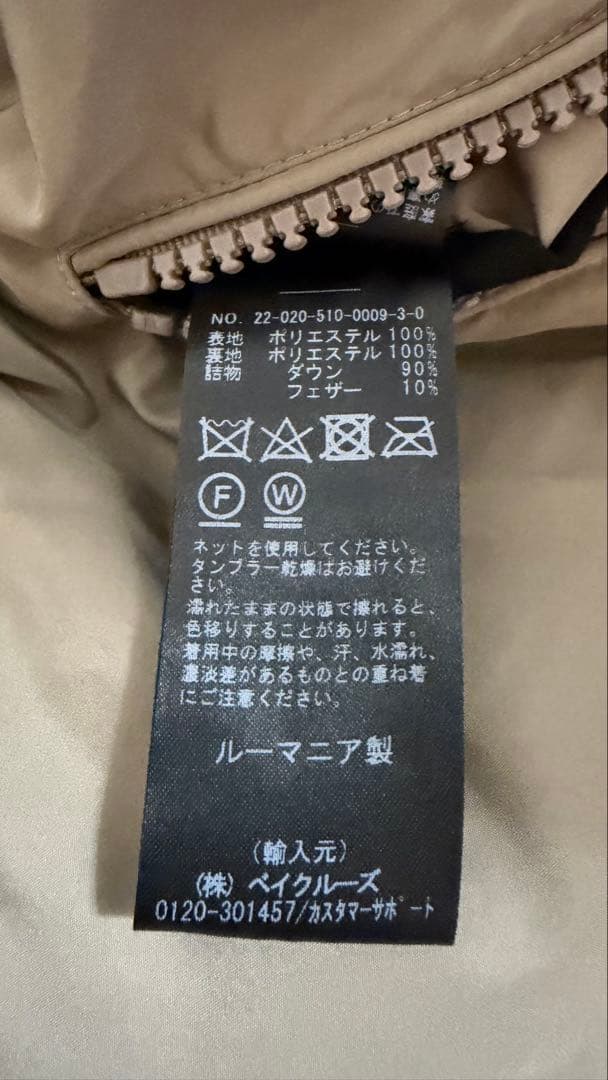 NO. 22-020-510-0009-3-0
表地 ポリエステル 100%
裏地 ポリエステル 100%
詰物 ダウン 90%
フェザー 10%
F W
ネットを使用してください。
タンブラー乾燥はお避けくだ
さい。
濡れたままの状態で擦れると、
色移りすることがあります。
着用中の摩擦や、汗、水濡れ、
濃淡差があるものとの重ね着
にご注意ください。
ルーマニア製
(輸入元)
(株) ベイクルーズ
0120-301457/カスタマーサポート